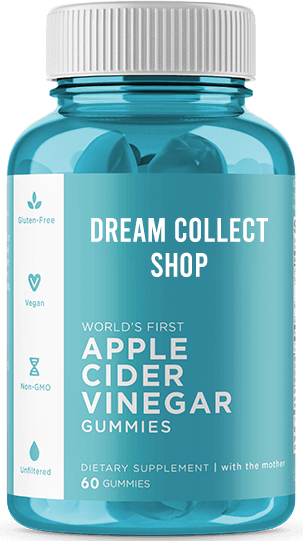 Gluten-Free
Vegan
Non-GMO
Unfiltered
DREAM COLLECT
SHOP
WORLD'S FIRST
APPLE
CIDER
VINEGAR
GUMMIES
DIETARY SUPPLEMENT | with the mother
60 GUMMIES